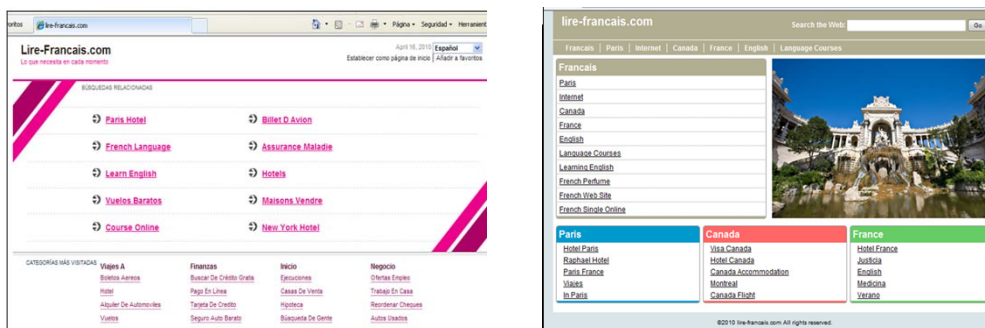 oritos
lire-francais.com
Página
Seguridad
Herramient
Lire-Francais.com
Lo que necesita en cada momento
April 16, 2010
Español
Establecer como página de inicio | Añadir a favoritos
BÚSQUEDAS RELACIONADAS
Paris Hotel
Billet D Avion
French Language
Assurance Maladie
Learn English
Hotels
Vuelos Baratos
Maisons Vendre
Course Online
New York Hotel
CATEGORÍAS MÁS VISITADAS
Viajes A
Boletos Aereos
Hotel
Alquiler De Automoviles
Vuelos
Finanzas
Buscar De Crédito Gratis
Pago En Línea
Tarjeta De Credito
Seguro Auto Barato
Inicio
Ejecuciones
Casas De Venta
Hipoteca
Búsqueda De Gente
Negocio
Ofertas Empleo
Trabajo En Casa
Reordenar Cheques
Autos Usados
lire-francais.com
Search the Web:
Go
Francais | Paris | Internet | Canada | France | English | Language Courses
Francais
Paris
Internet
Canada
France
English
Language Courses
Learning English
French Perfume
French Web Site
French Single Online
Paris
Hotel Paris
Raphael Hotel
Paris France
Viajes
In Paris
Canada
Visa Canada
Hotel Canada
Canada Accommodation
Montreal
Canada Flight
France
Hotel France
Justicia
English
Medicina
Verano
©2010 lire-francais.com All rights reserved.